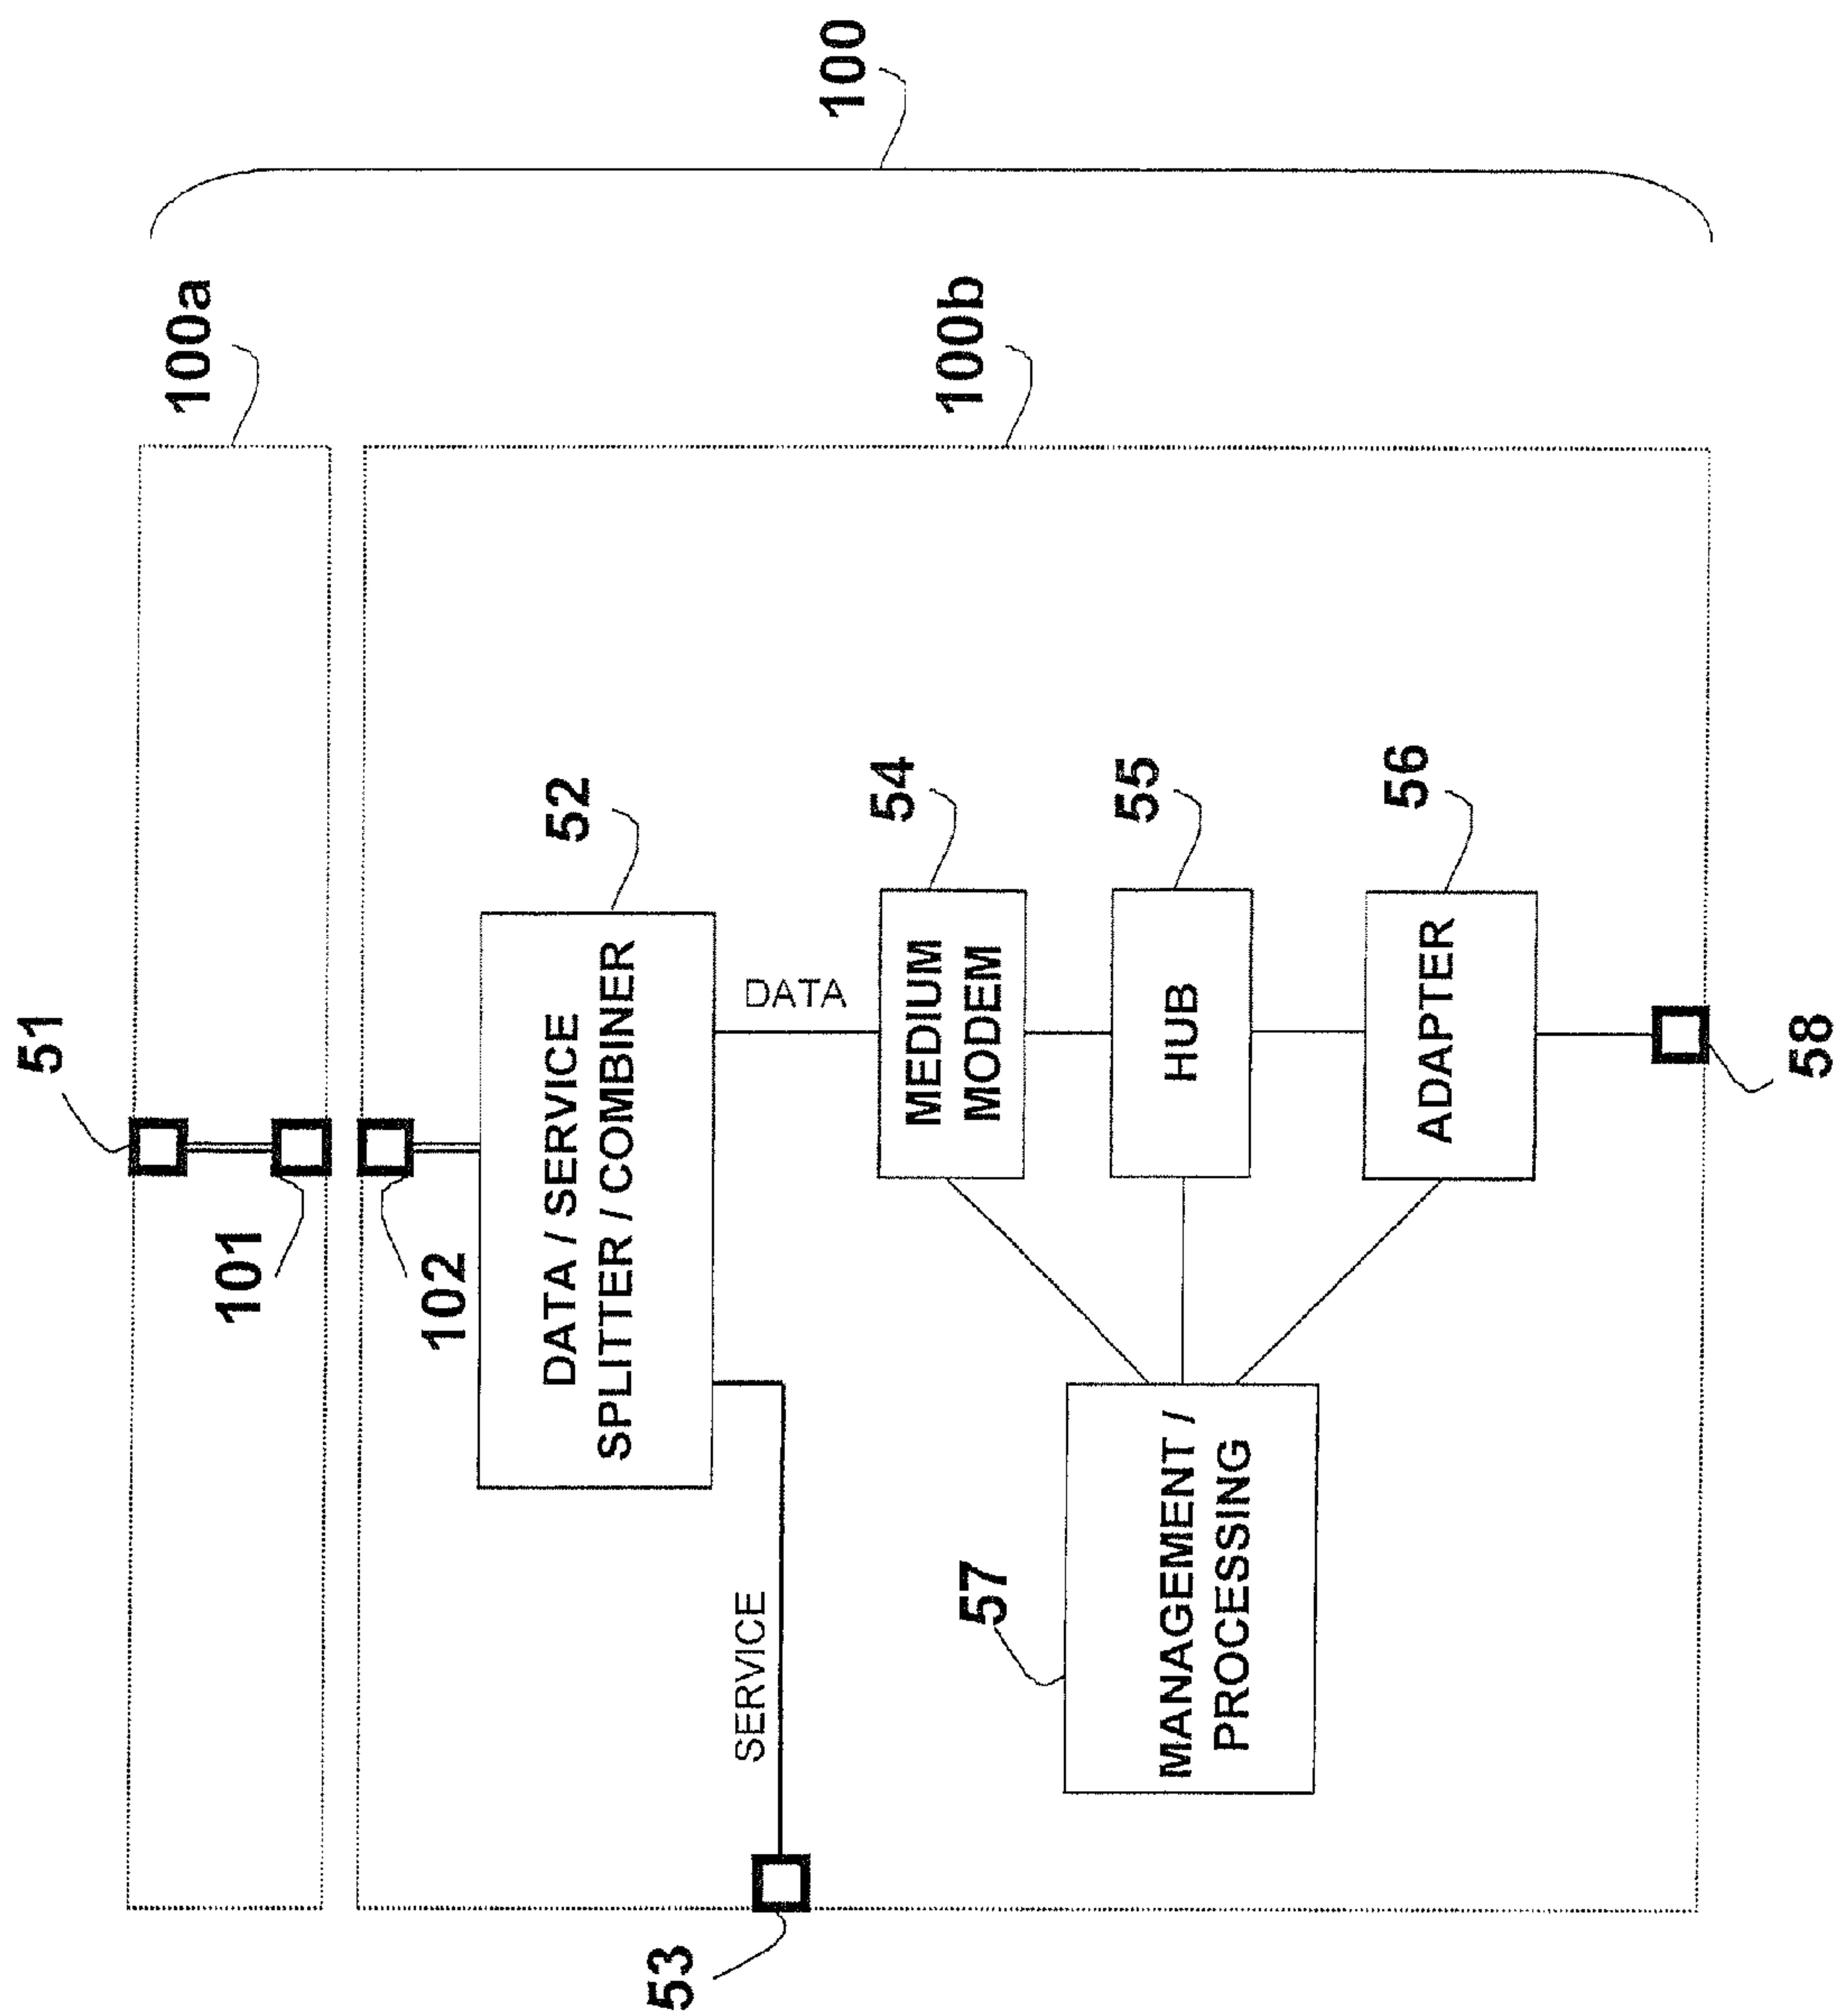 100
100a
100b
51
101
102
52
DATA / SERVICE
SPLITTER / COMBINER
DATA
SERVICE
53
54
MEDIUM
MODEM
55
HUB
56
ADAPTER
57
MANAGEMENT /
PROCESSING
58